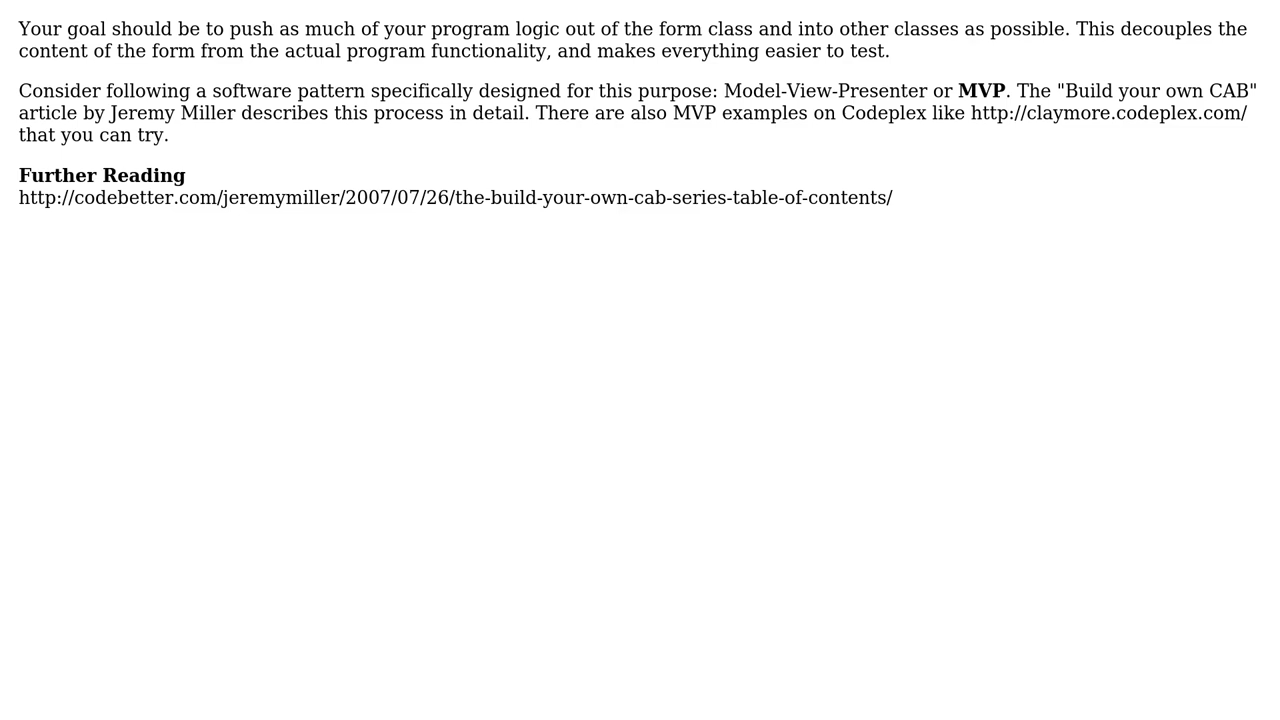 Your goal should be to push as much of your program logic out of the form class and into other classes as possible. This decouples the
content of the form from the actual program functionality, and makes everything easier to test.
Consider following a software pattern specifically designed for this purpose: Model-View-Presenter or MVP. The "Build your own CAB"
article by Jeremy Miller describes this process in detail. There are also MVP examples on Codeplex like http://claymore.codeplex.com/
that you can try.
Further Reading
http://codebetter.com/jeremymiller/2007/07/26/the-build-your-own-cab-series-table-of-contents/